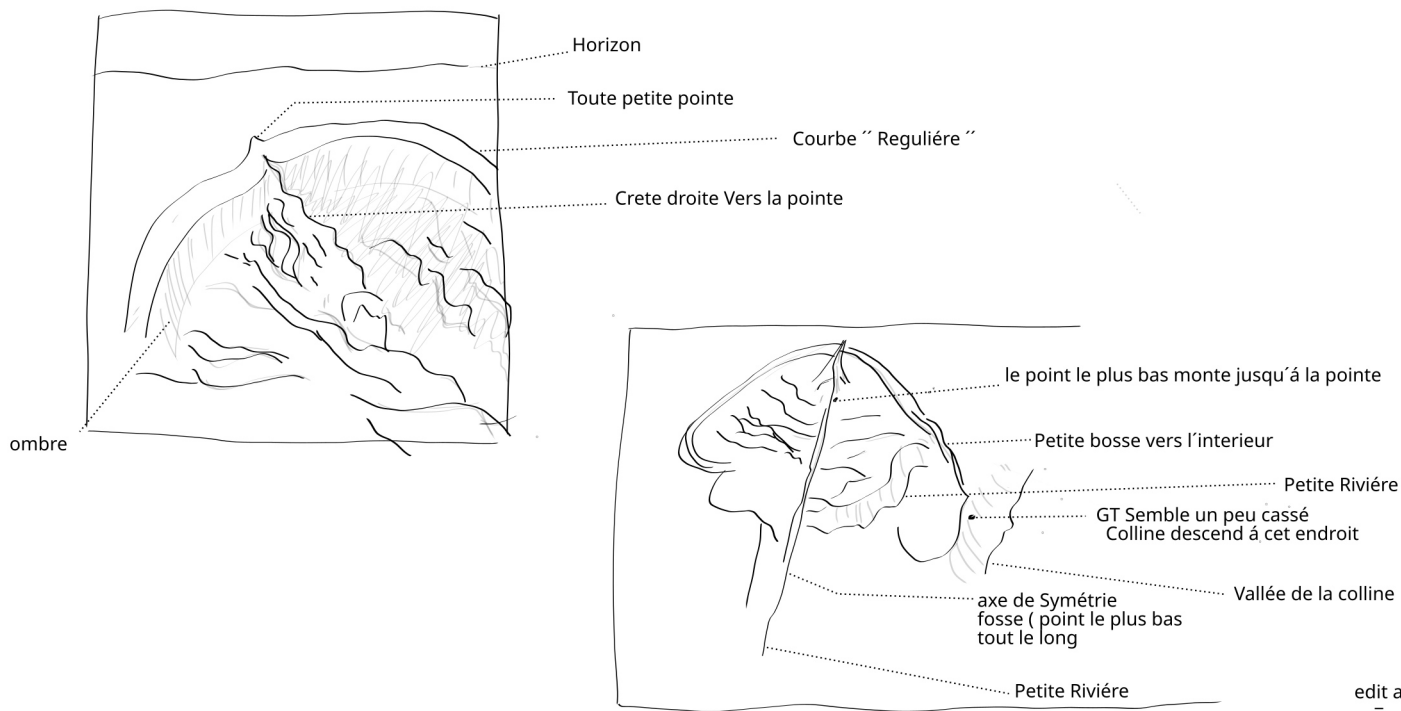 Horizon
Toute petite pointe
Courbe ´´ Reguliére ´´
Crete droite Vers la pointe
ombre
le point le plus bas monte jusqu´á la pointe
Petite bosse vers l´interieur
Petite Riviére
GT Semble un peu cassé
Colline descend á cet endroit
Vallée de la colline
axe de Symétrie
fosse ( point le plus bas
tout le long
Petite Riviére
edit